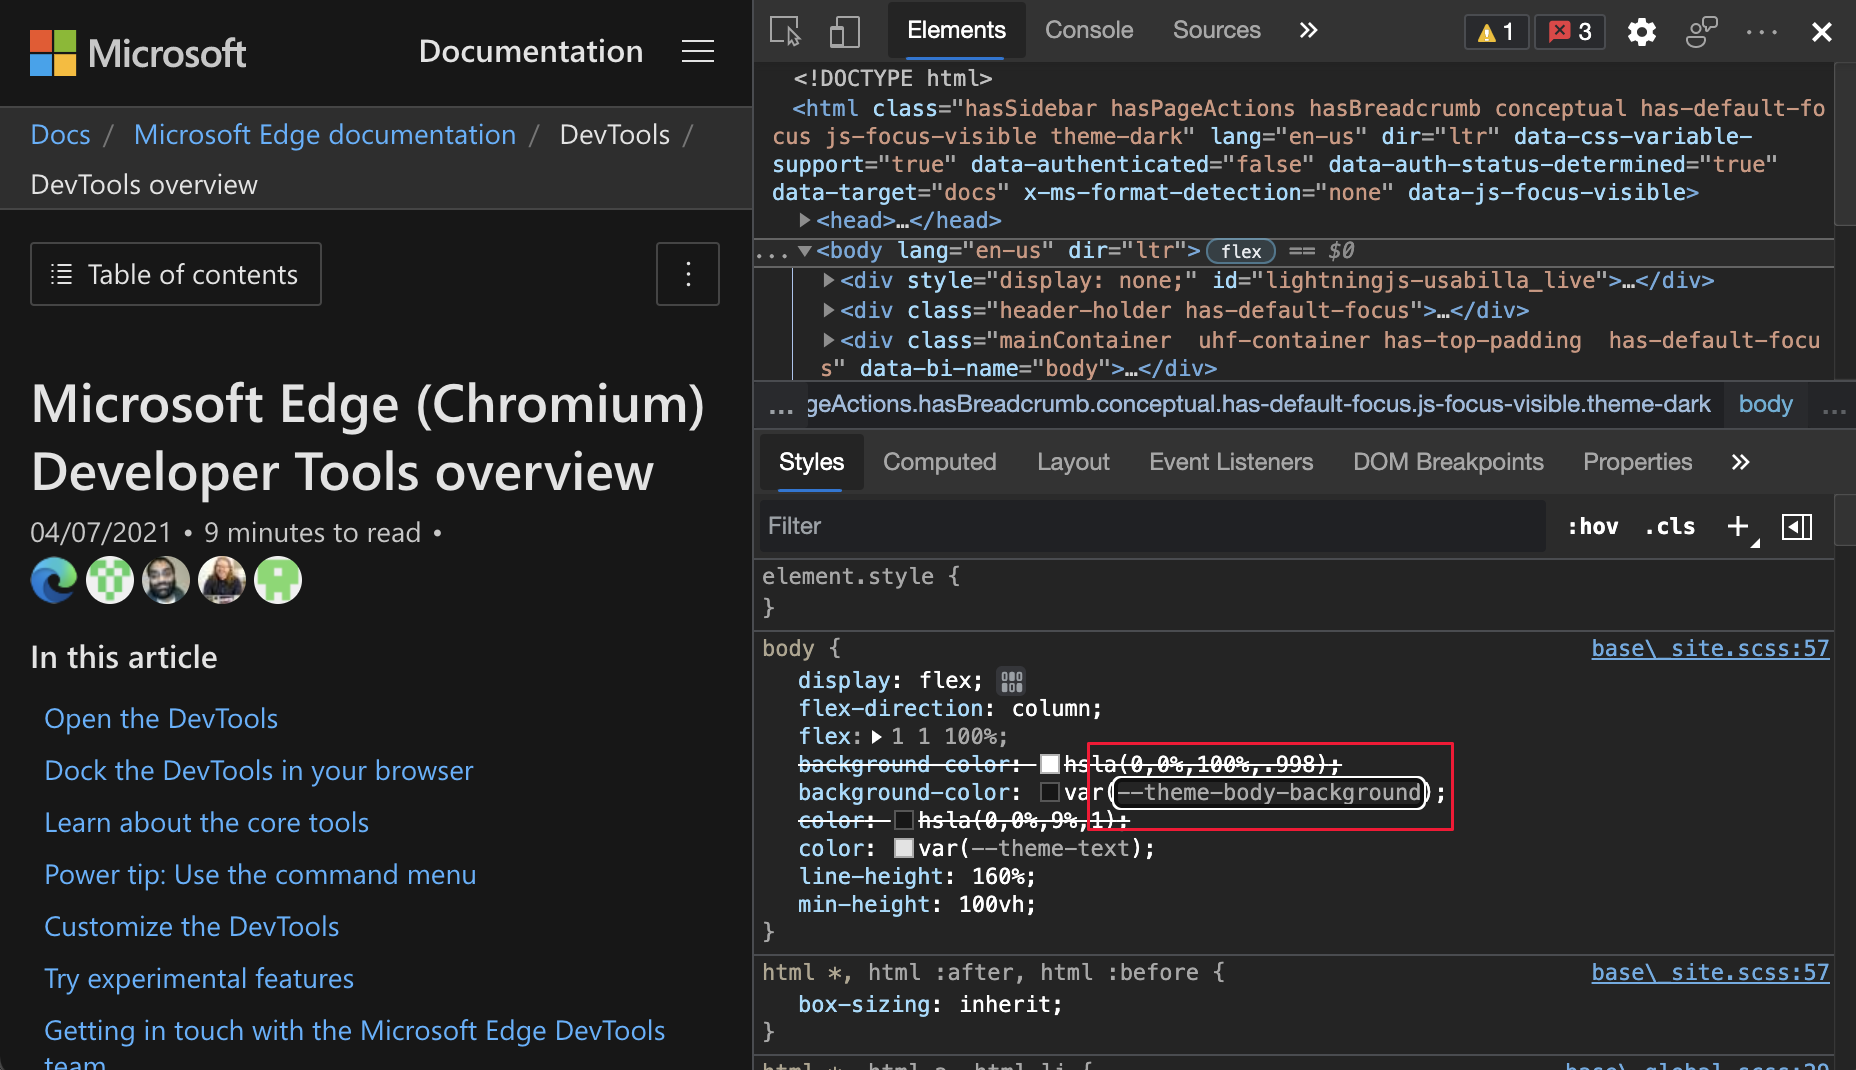 Microsoft
Documentation
Docs / Microsoft Edge documentation / DevTools /
DevTools overview
Table of contents
Microsoft Edge (Chromium)
Developer Tools overview
04/07/2021 • 9 minutes to read •
In this article
Open the DevTools
Dock the DevTools in your browser
Learn about the core tools
Power tip: Use the command menu
Customize the DevTools
Try experimental features
Getting in touch with the Microsoft Edge DevTools
team
Elements Console Sources » 1 3
<!DOCTYPE html>
<html class="hasSidebar hasPageActions hasBreadcrumb conceptual has-default-fo
cus js-focus-visible theme-dark" lang="en-us" dir="ltr" data-css-variable-
support="true" data-authenticated="false" data-auth-status-determined="true"
data-target="docs" x-ms-format-detection="none" data-js-focus-visible>
<head>…</head>
... <body lang="en-us" dir="ltr"> flex == $0
<div style="display: none;" id="lightningjs-usabilla_live">…</div>
<div class="header-holder has-default-focus">…</div>
<div class="mainContainer  uhf-container has-top-padding  has-default-focu
s" data-bi-name="body">…</div>
... geActions.hasBreadcrumb.conceptual.has-default-focus.js-focus-visible.theme-dark body ...
Styles Computed Layout Event Listeners DOM Breakpoints Properties »
Filter :hov .cls +
element.style {
}
body { base\_site.scss:57
display: flex;
flex-direction: column;
flex: 1 1 100%;
background-color: hsla(0,0%,100%,.998);
background-color: var(--theme-body-background);
color: hsla(0,0%,9%,1);
color: var(--theme-text);
line-height: 160%;
min-height: 100vh;
}
html *, html :after, html :before { base\_site.scss:57
box-sizing: inherit;
}
html *, html a, html li { base\_global.scss:29